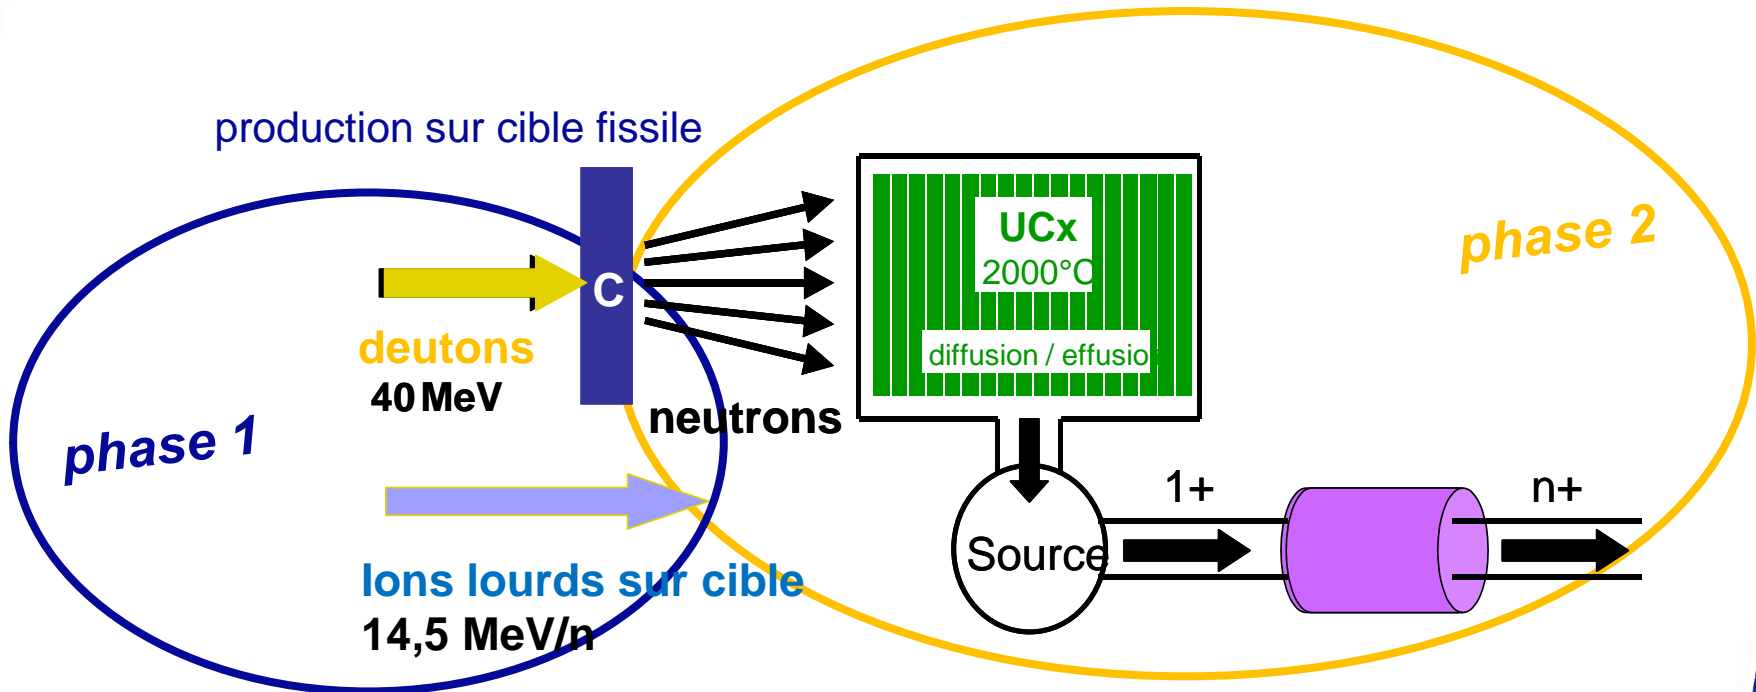 production sur cible fissile
C
deutons
40 MeV
neutrons
phase 1
Ions lourds sur cible
14,5 MeV/n
UCx
2000°C
diffusion / effusio
phase 2
Source
1+
n+